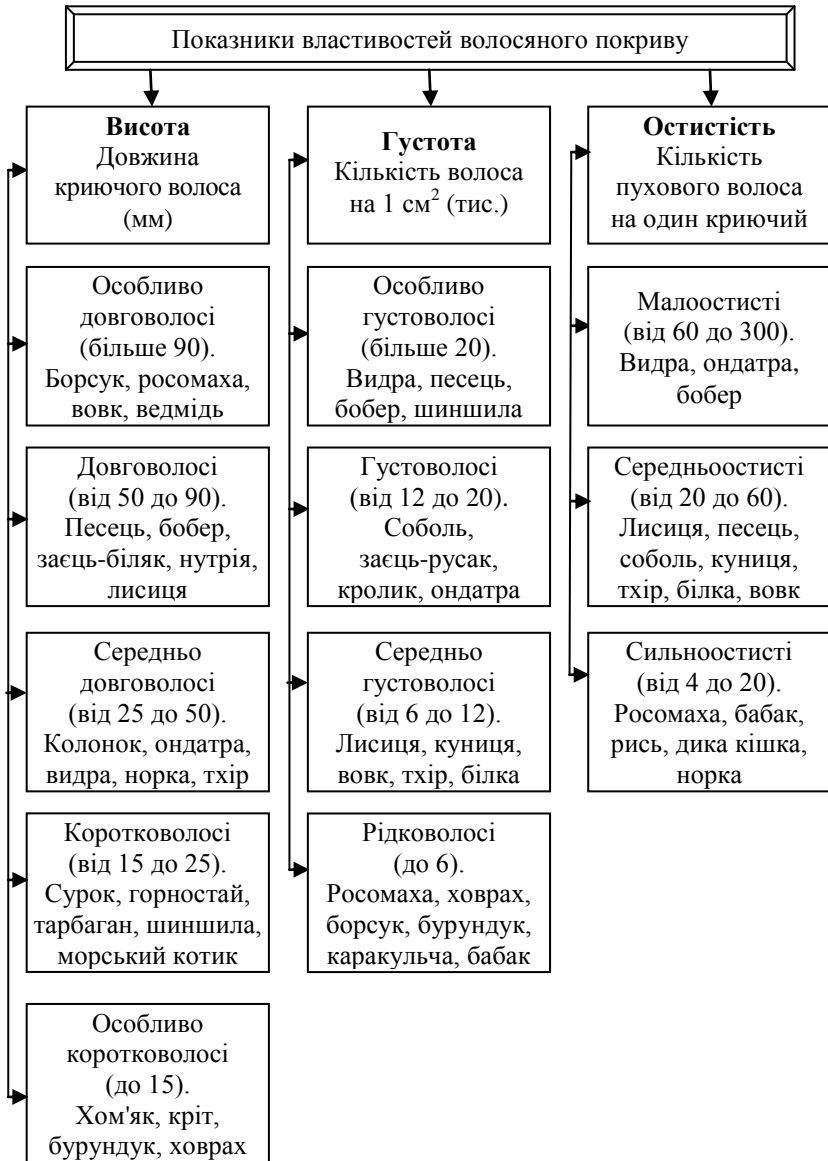 Показники властивостей волосяного покриву
Висота
Довжина
криючого волоса
(мм)
Особливо
довговолосі
(більше 90).
Борсук, росомаха,
вовк, ведмідь
Довговолосі
(від 50 до 90).
Песець, бобер,
заєць-біляк, нутрія,
лисиця
Середньо
довговолосі
(від 25 до 50).
Колонок, ондатра,
видра, норка, тхір
Коротковолосі
(від 15 до 25).
Сурок, горностай,
тарбаган, шиншила,
морський котик
Особливо
коротковолосі
(до 15).
Хом'як, кріт,
бурундук, ховрах
Густота
Кількість волоса
на 1 см² (тис.)
Особливо
густоволосі
(більше 20).
Видра, песець,
бобер, шиншила
Густоволосі
(від 12 до 20).
Соболь,
заєць-русак,
кролик, ондатра
Середньо
густоволосі
(від 6 до 12).
Лисиця, куниця,
вовк, тхір, білка
Рідковолосі
(до 6).
Росомаха, ховрах,
борсук, бурундук,
каракульча, бабак
Остистість
Кількість
пухового волоса
на один криючий
Малоостисті
(від 60 до 300).
Видра, ондатра,
бобер
Середньоостисті
(від 20 до 60).
Лисиця, песець,
соболь, куниця,
тхір, білка, вовк
Сильноостисті
(від 4 до 20).
Росомаха, бабак,
рись, дика кішка,
норка